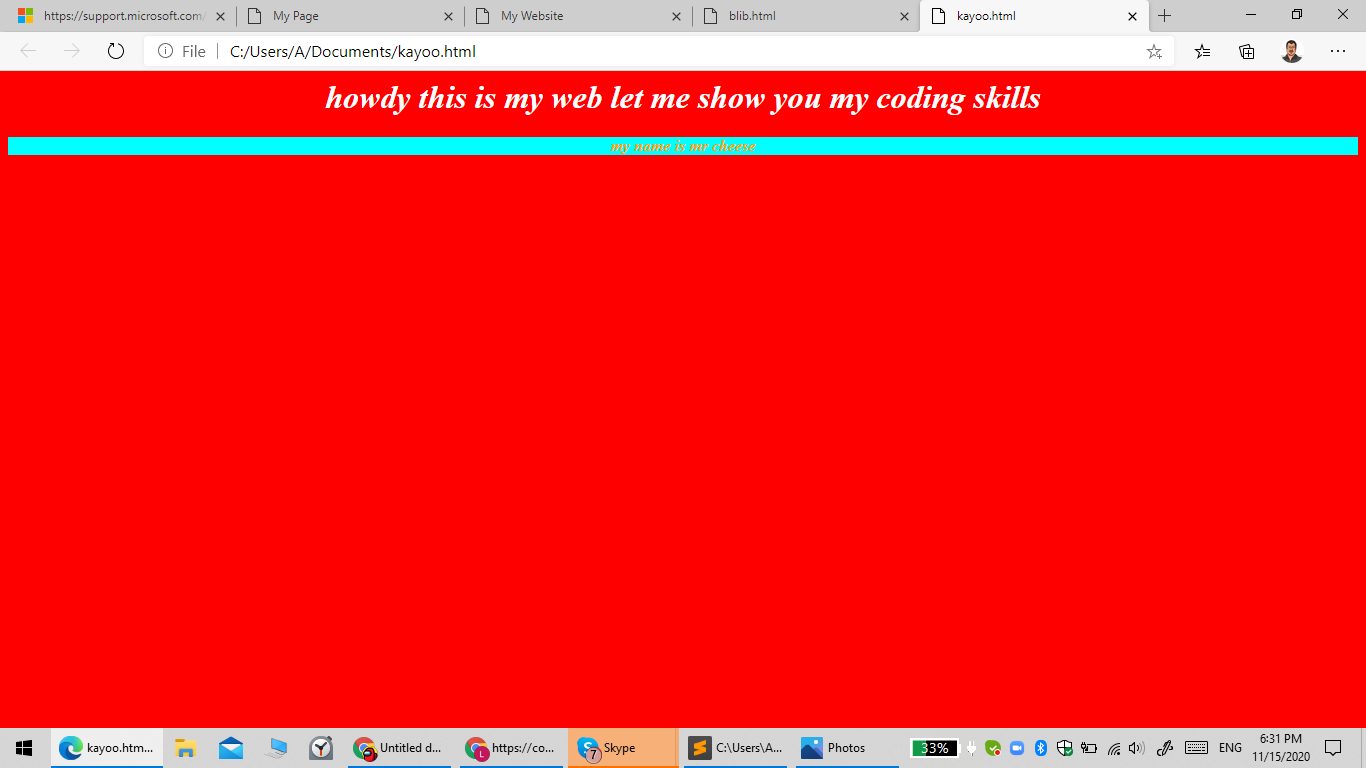 https://support.microsoft.com/
My Page
My Website
blib.html
kayoo.html
File
C:/Users/A/Documents/kayoo.html
howdy this is my web let me show you my coding skills
my name is mr cheese
kayoo.htm...
Untitled d...
L
https://co...
7
Skype
C:\Users\A...
Photos
33%
ENG
6:31 PM
11/15/2020